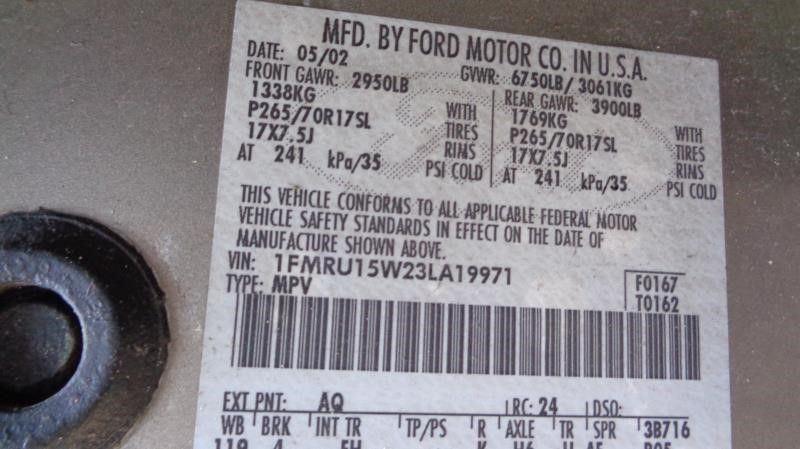 MFD. BY FORD MOTOR CO. IN U.S.A.
DATE: 05/02 GVWR: 6750LB/ 3061KG
FRONT GAWR: 2950LB REAR GAWR: 3900LB
1338KG WITH 1769KG WITH
P265/70R17SL TIRES P265/70R17SL TIRES
17X7.5J RIMS 17X7.5J RIMS
AT 241 kPa/35 PSI COLD AT 241 kPa/35 PSI COLD
THIS VEHICLE CONFORMS TO ALL APPLICABLE FEDERAL MOTOR
VEHICLE SAFETY STANDARDS IN EFFECT ON THE DATE OF
MANUFACTURE SHOWN ABOVE.
VIN: 1FMRU15W23LA19971 F0167
TYPE: MPV T0162
EXT PNT: AQ RC: 24 DSO:
WB BRK INT TR TP/PS R AXLE TR SPR 3B716
119 4